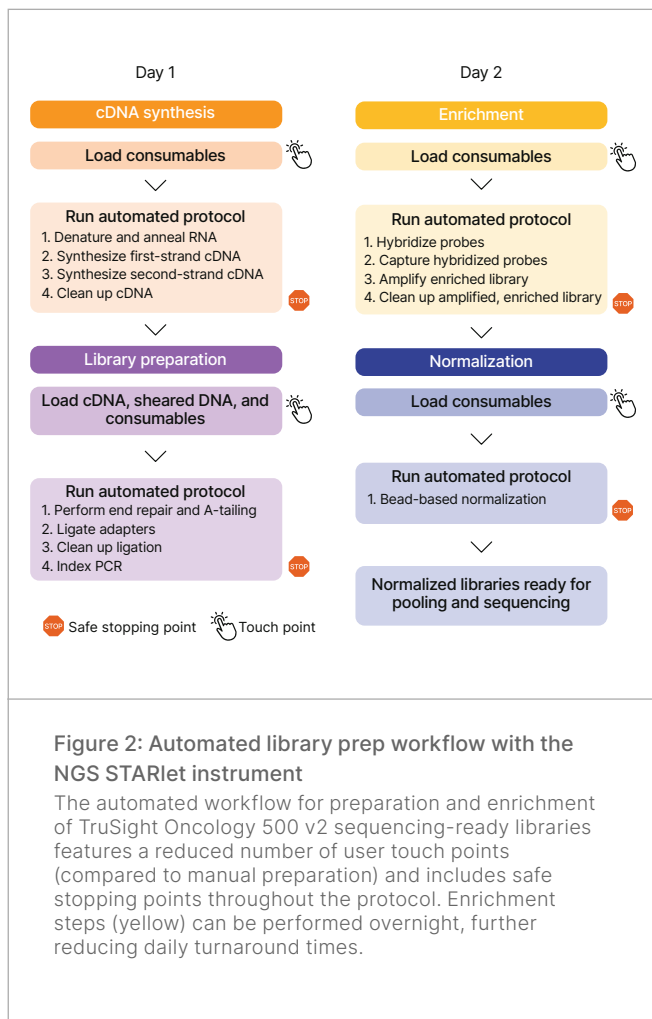 Day 1
cDNA synthesis
Load consumables
Run automated protocol
1. Denature and anneal RNA
2. Synthesize first-strand cDNA
3. Synthesize second-strand cDNA
4. Clean up cDNA
STOP
Library preparation
Load cDNA, sheared DNA, and
consumables
Run automated protocol
1. Perform end repair and A-tailing
2. Ligate adapters
3. Clean up ligation
4. Index PCR
STOP
Day 2
Enrichment
Load consumables
Run automated protocol
1. Hybridize probes
2. Capture hybridized probes
3. Amplify enriched library
4. Clean up amplified, enriched library
STOP
Normalization
Load consumables
Run automated protocol
1. Bead-based normalization
STOP
Normalized libraries ready for
pooling and sequencing
STOP Safe stopping point Touch point
Figure 2: Automated library prep workflow with the
NGS STARlet instrument
The automated workflow for preparation and enrichment
of TruSight Oncology 500 v2 sequencing-ready libraries
features a reduced number of user touch points
(compared to manual preparation) and includes safe
stopping points throughout the protocol. Enrichment
steps (yellow) can be performed overnight, further
reducing daily turnaround times.